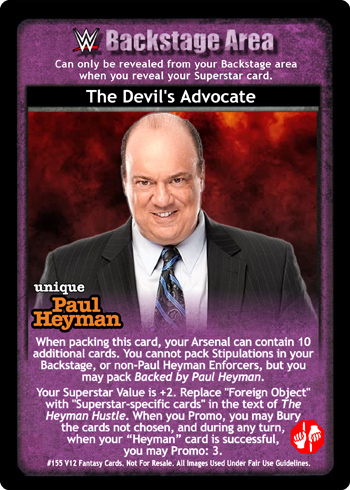 W Backstage Area
Can only be revealed from your Backstage area
when you reveal your Superstar card.
The Devil's Advocate
unique
Paul
Heyman
When packing this card, your Arsenal can contain 10
additional cards. You cannot pack Stipulations in your
Backstage, or non-Paul Heyman Enforcers, but you
may pack Backed by Paul Heyman.
Your Superstar Value is +2. Replace "Foreign Object"
with "Superstar-specific cards" in the text of The
Heyman Hustle. When you Promo, you may Bury
the cards not chosen, and during any turn,
when your “Heyman” card is successful,
you may Promo: 3.
#155 V12 Fantasy Cards. Not For Resale. All Images Used Under Fair Use Guidelines.